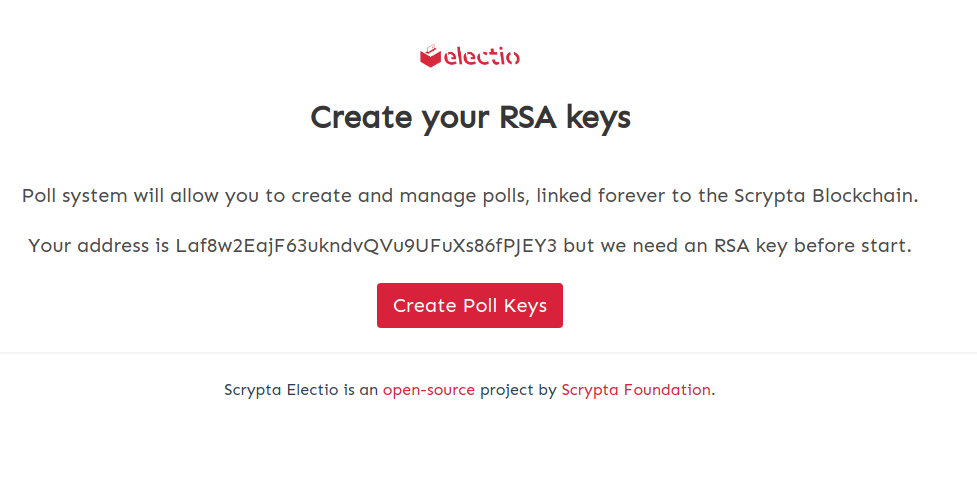 electio
Create your RSA keys
Poll system will allow you to create and manage polls, linked forever to the Scrypta Blockchain.
Your address is Laf8w2EajF63ukndvQVu9UFuXs86fPJEY3 but we need an RSA key before start.
Create Poll Keys
Scrypta Electio is an open-source project by Scrypta Foundation.